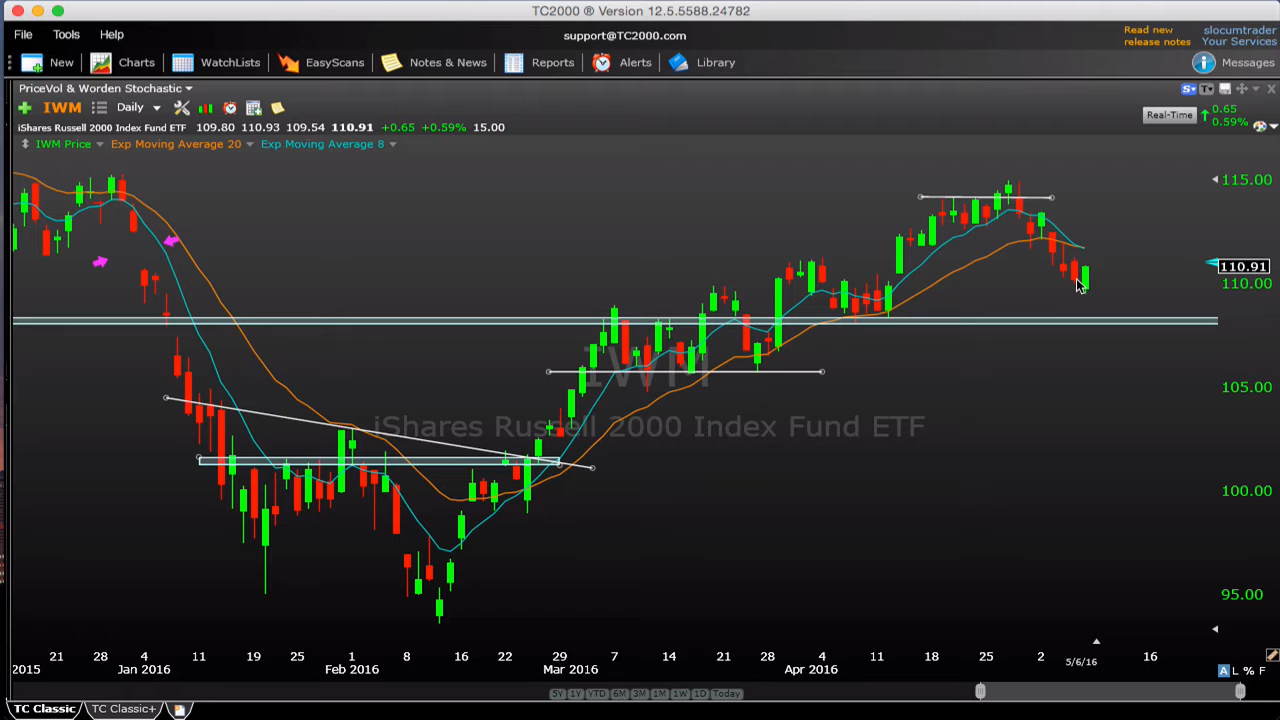 TC2000 ® Version 12.5.5588.24782
File Tools Help support@TC2000.com Read new release notes slocumtrader Your Services
New Charts WatchLists EasyScans Notes & News Reports Alerts Library Messages
PriceVol & Worden Stochastic S T
IWM Daily Real-Time 0.65 0.59%
iShares Russell 2000 Index Fund ETF 109.80 110.93 109.54 110.91 +0.65 +0.59% 15.00
IWM Price Exp Moving Average 20 Exp Moving Average 8
115.00
110.91
110.00
105.00
IWM
iShares Russell 2000 Index Fund ETF
100.00
95.00
21 28 4 11 19 25 1 8 16 22 29 7 14 21 28 4 11 18 25 2 16
2015 Jan 2016 Feb 2016 Mar 2016 Apr 2016 5/6/16
A L % F
5Y 1Y YTD 6M 3M 1M 1W 1D Today
TC Classic TC Classic+